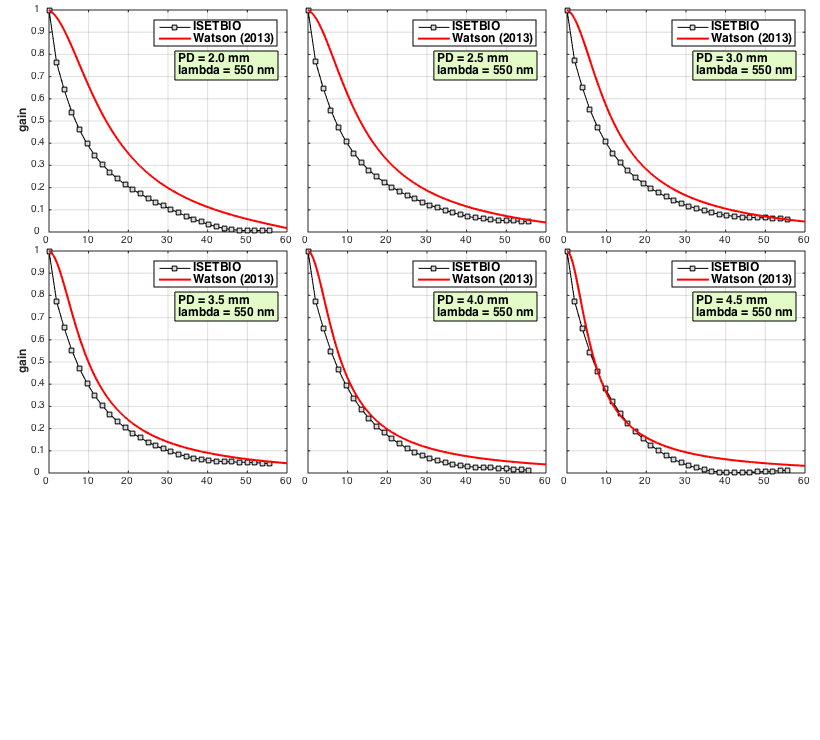 1
0.9
0.8
0.7
0.6
0.5
0.4
0.3
0.2
0.1
0
gain
0 10 20 30 40 50 60
ISETBIO
Watson (2013)
PD = 2.0 mm
lambda = 550 nm
0 10 20 30 40 50 60
ISETBIO
Watson (2013)
PD = 2.5 mm
lambda = 550 nm
0 10 20 30 40 50 60
ISETBIO
Watson (2013)
PD = 3.0 mm
lambda = 550 nm
1
0.9
0.8
0.7
0.6
0.5
0.4
0.3
0.2
0.1
0
gain
0 10 20 30 40 50 60
ISETBIO
Watson (2013)
PD = 3.5 mm
lambda = 550 nm
0 10 20 30 40 50 60
ISETBIO
Watson (2013)
PD = 4.0 mm
lambda = 550 nm
0 10 20 30 40 50 60
ISETBIO
Watson (2013)
PD = 4.5 mm
lambda = 550 nm